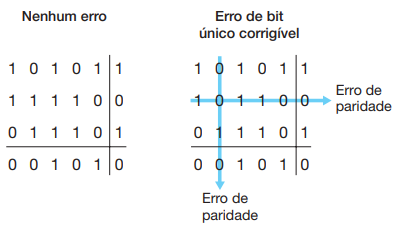 Nenhum erro
1 0 1 0 1 1
1 1 1 1 0 0
0 1 1 1 0 1
0 0 1 0 1 0
Erro de bit
único corrigível
1 0 1 0 1 1
1 0 1 1 0 0
0 1 1 1 0 1
0 0 1 0 1 0
Erro de
paridade
Erro de
paridade